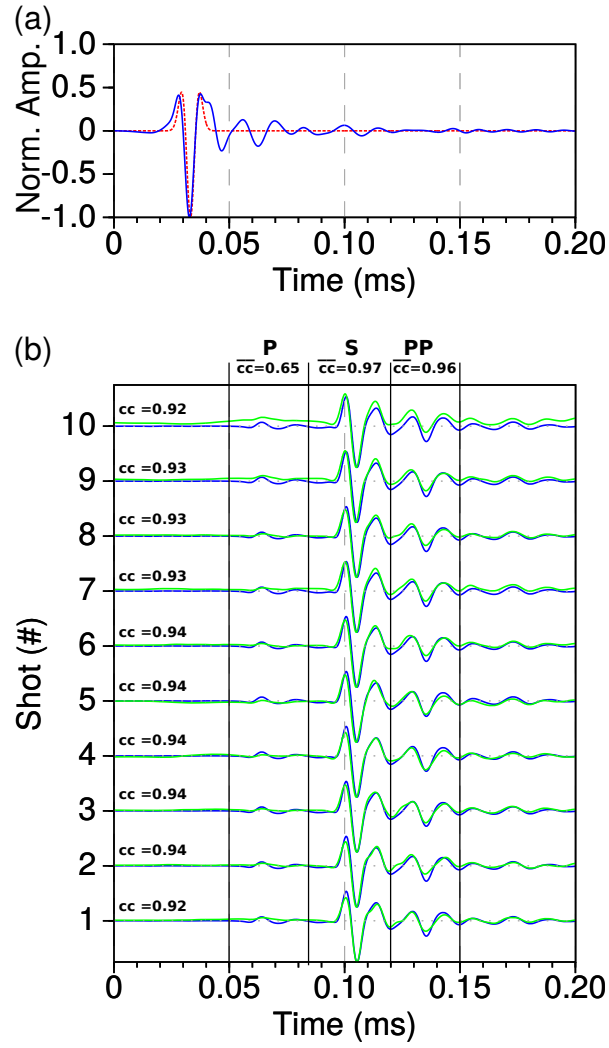 (a)
Norm. Amp.
1.0
0.5
0
-0.5
-1.0
0 0.05 0.10 0.15 0.20
Time (ms)
(b)
P S PP
cc=0.65 cc=0.97 cc=0.96
Shot (#)
10 cc =0.92
9 cc =0.93
8 cc =0.93
7 cc =0.93
6 cc =0.94
5 cc =0.94
4 cc =0.94
3 cc =0.94
2 cc =0.94
1 cc =0.92
0 0.05 0.10 0.15 0.20
Time (ms)